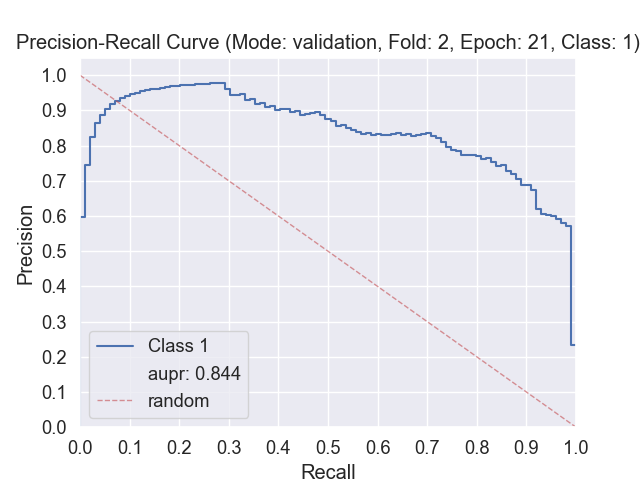 Precision-Recall Curve (Mode: validation, Fold: 2, Epoch: 21, Class: 1)
1.0
0.9
0.8
0.7
0.6
0.5
0.4
0.3
0.2
0.1
0.0
Precision
Class 1
aupr: 0.844
random
0.0 0.1 0.2 0.3 0.4 0.5 0.6 0.7 0.8 0.9 1.0
Recall